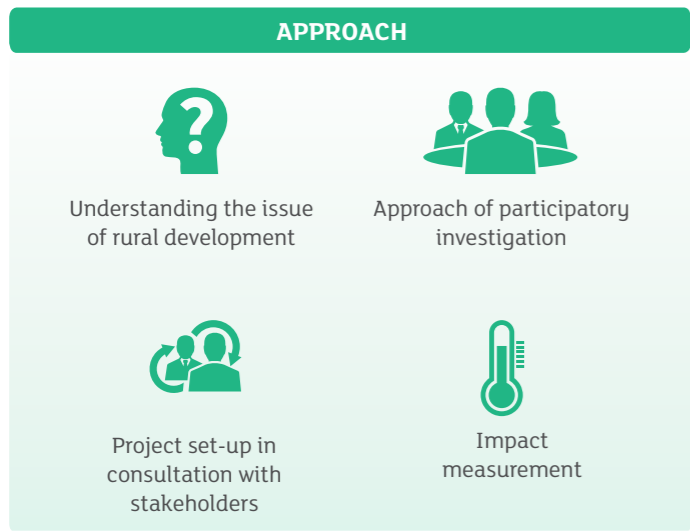 APPROACH
?
Understanding the issue
of rural development
Approach of participatory
investigation
Project set-up in
consultation with
stakeholders
Impact
measurement